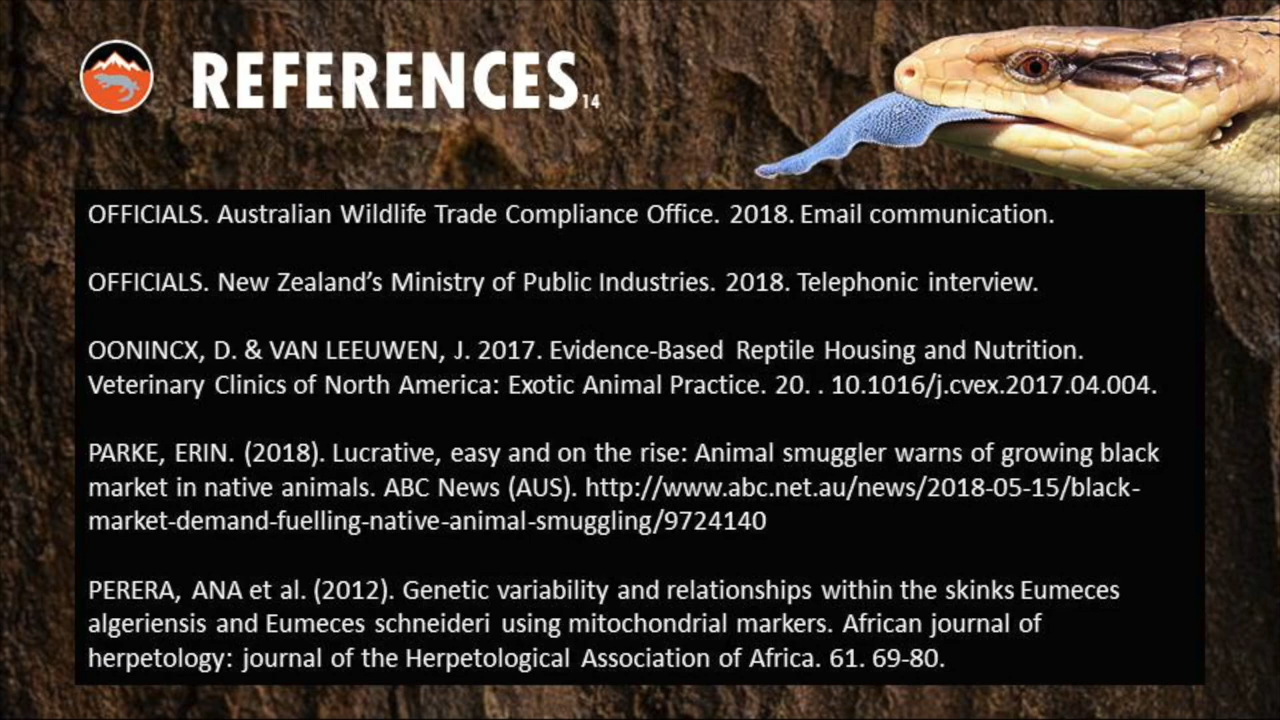 REFERENCES 14
OFFICIALS. Australian Wildlife Trade Compliance Office. 2018. Email communication.
OFFICIALS. New Zealand's Ministry of Public Industries. 2018. Telephonic interview.
OONINCX, D. & VAN LEEUWEN, J. 2017. Evidence-Based Reptile Housing and Nutrition.
Veterinary Clinics of North America: Exotic Animal Practice. 20. . 10.1016/j.cvex.2017.04.004.
PARKE, ERIN. (2018). Lucrative, easy and on the rise: Animal smuggler warns of growing black
market in native animals. ABC News (AUS). http://www.abc.net.au/news/2018-05-15/black-
market-demand-fuelling-native-animal-smuggling/9724140
PERERA, ANA et al. (2012). Genetic variability and relationships within the skinks Eumeces
algeriensis and Eumeces schneideri using mitochondrial markers. African journal of
herpetology: journal of the Herpetological Association of Africa. 61. 69-80.